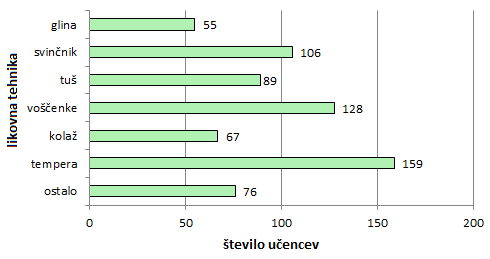 likovna tehnika
glina 55
svinčnik 106
tuš 89
voščenke 128
kolaž 67
tempera 159
ostalo 76
0 50 100 150 200
število učencev